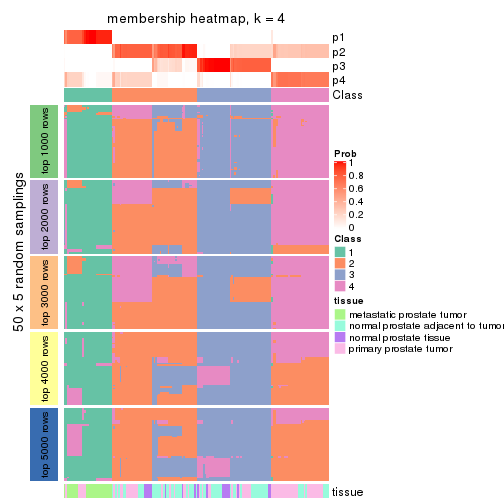 membership heatmap, k = 4
p1
p2
p3
p4
Class
50 x 5 random samplings
top 1000 rows
top 2000 rows
top 3000 rows
top 4000 rows
top 5000 rows
Prob
1
0.8
0.6
0.4
0.2
0
Class
1
2
3
4
tissue
metastatic prostate tumor
normal prostate adjacent to tumor
normal prostate tissue
primary prostate tumor
tissue